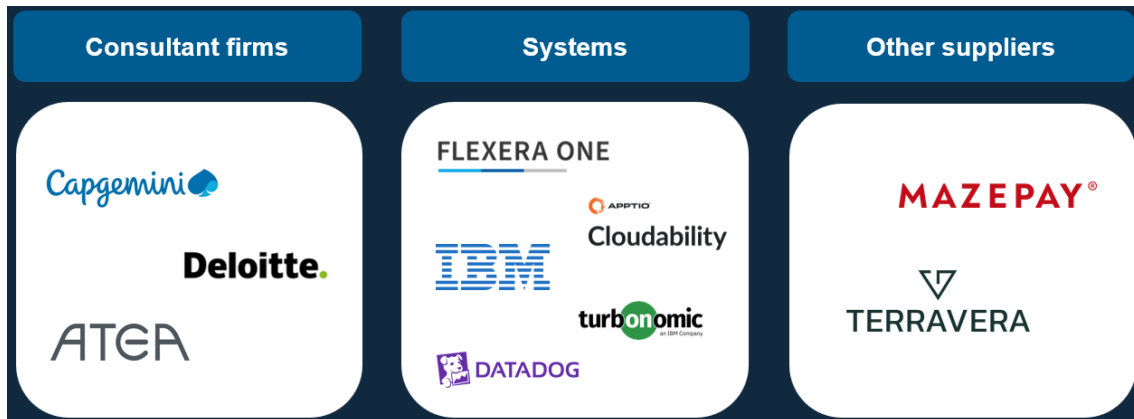 Consultant firms
Systems
Other suppliers
Capgemini
Deloitte.
ATEA
FLEXERA ONE
APPTIO
Cloudability
IBM
turbonomic
an IBM Company
DATADOG
MAZEPAY®
TERRAVERA